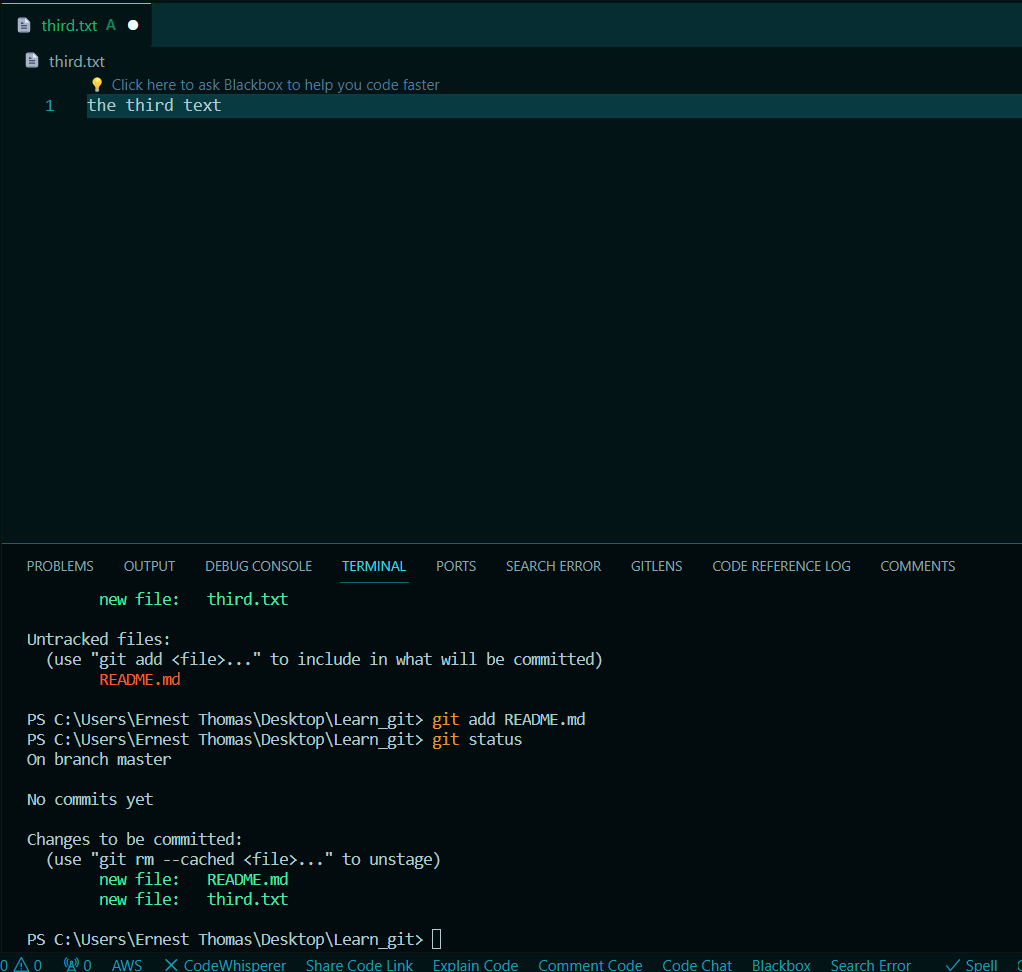 third.txt A
third.txt
Click here to ask Blackbox to help you code faster
1 the third text
PROBLEMS OUTPUT DEBUG CONSOLE TERMINAL PORTS SEARCH ERROR GITLENS CODE REFERENCE LOG COMMENTS
new file: third.txt
Untracked files:
(use "git add <file>..." to include in what will be committed)
README.md
PS C:\Users\Ernest Thomas\Desktop\Learn_git> git add README.md
PS C:\Users\Ernest Thomas\Desktop\Learn_git> git status
On branch master
No commits yet
Changes to be committed:
(use "git rm --cached <file>..." to unstage)
new file: README.md
new file: third.txt
PS C:\Users\Ernest Thomas\Desktop\Learn_git>
0 0 0 AWS CodeWhisperer Share Code Link Explain Code Comment Code Code Chat Blackbox Search Error Spell